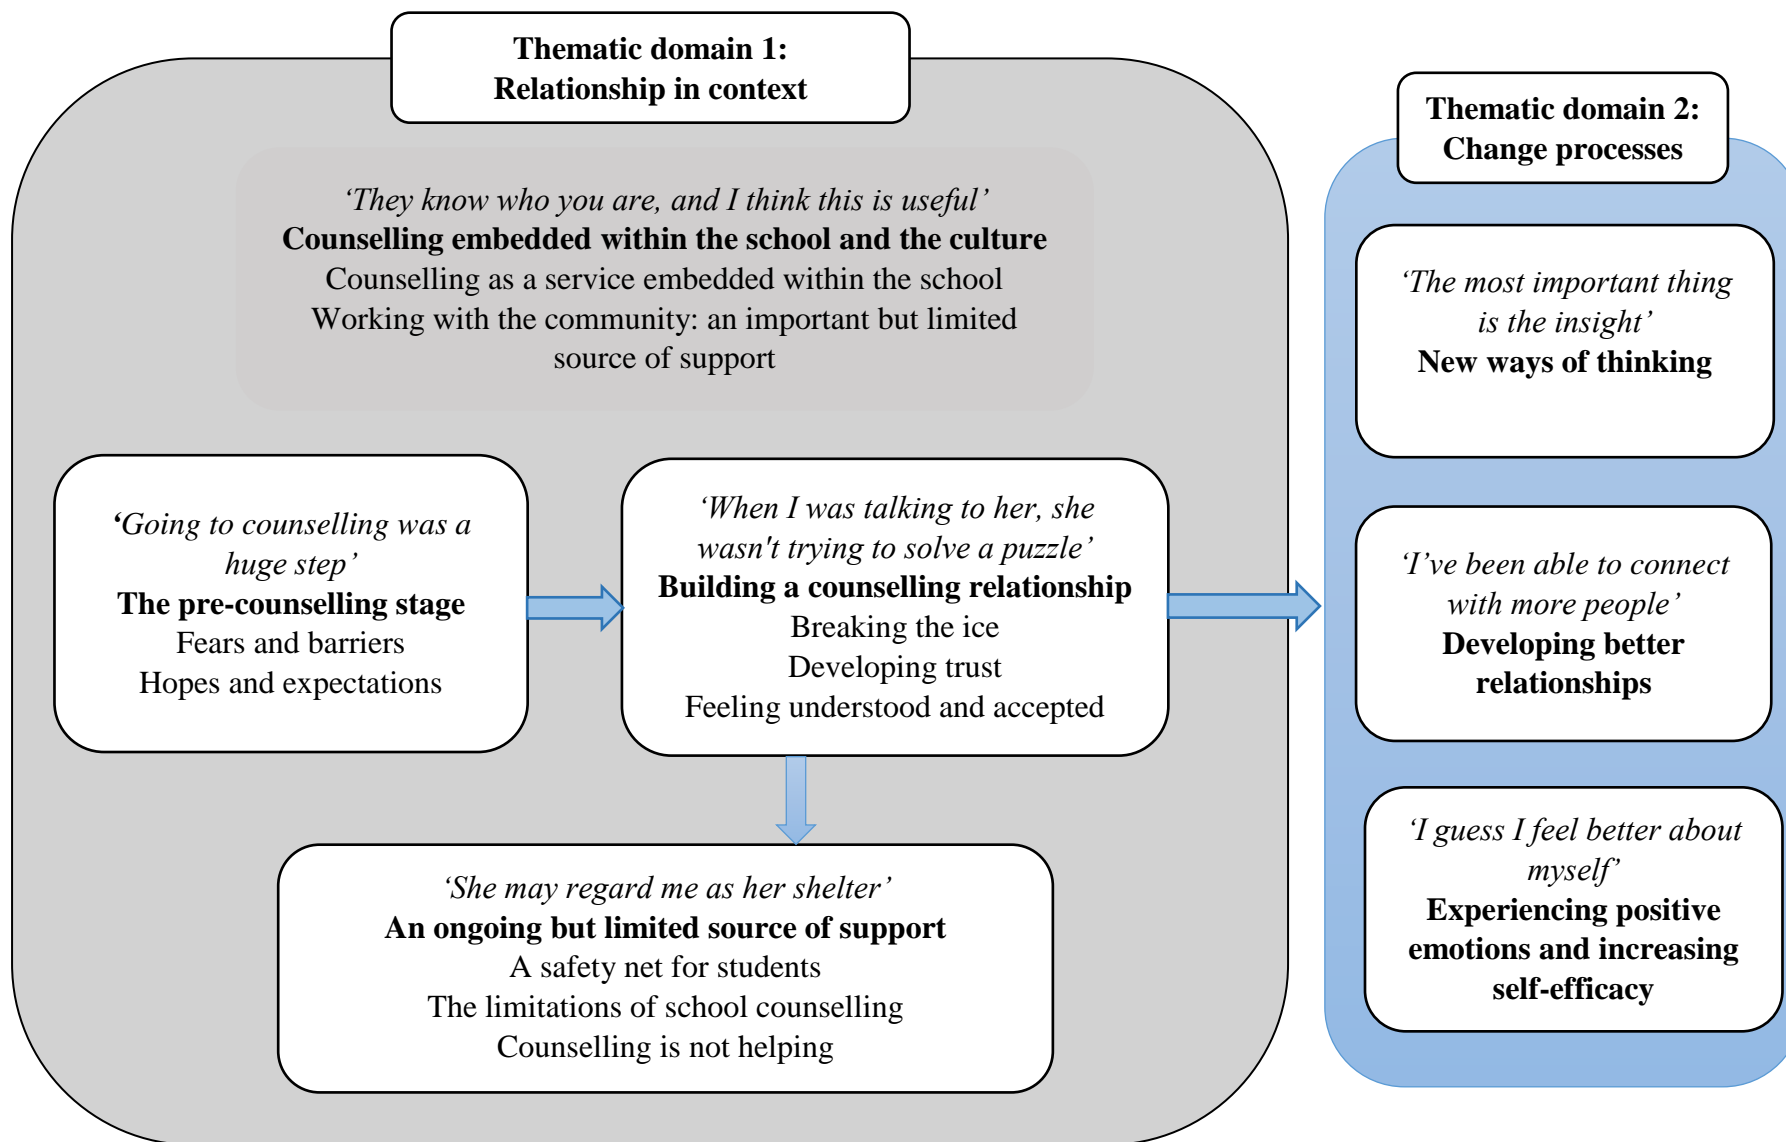 Thematic domain 1:
Relationship in context
‘They know who you are, and I think this is useful’
Counselling embedded within the school and the culture
Counselling as a service embedded within the school
Working with the community: an important but limited
source of support
‘Going to counselling was a
huge step’
The pre-counselling stage
Fears and barriers
Hopes and expectations
‘When I was talking to her, she
wasn't trying to solve a puzzle’
Building a counselling relationship
Breaking the ice
Developing trust
Feeling understood and accepted
‘She may regard me as her shelter’
An ongoing but limited source of support
A safety net for students
The limitations of school counselling
Counselling is not helping
Thematic domain 2:
Change processes
‘The most important thing
is the insight’
New ways of thinking
‘I’ve been able to connect
with more people’
Developing better
relationships
‘I guess I feel better about
myself’
Experiencing positive
emotions and increasing
self-efficacy